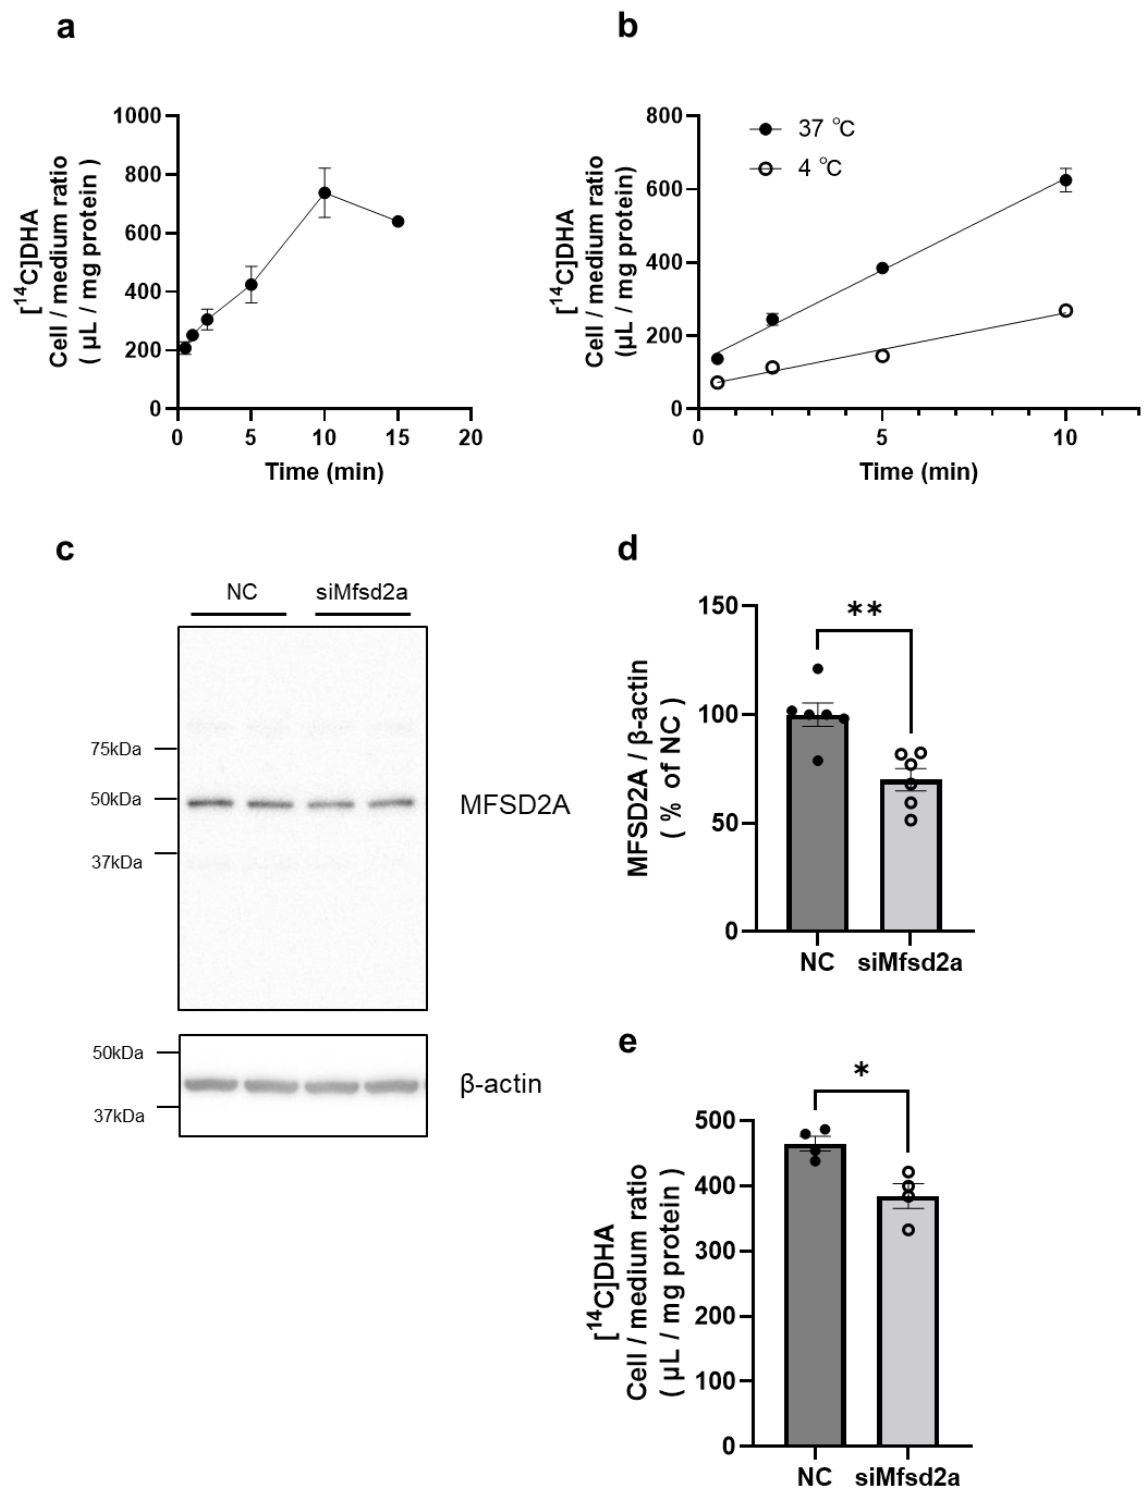 a
1000
800
600
400
200
0
0 5 10 15 20
Time (min)
[14C]DHA
Cell / medium ratio
( μL / mg protein )
b
800
600
400
200
0
0 5 10
Time (min)
[14C]DHA
Cell / medium ratio
(μL / mg protein)
37 ℃
4 ℃
c
NC siMfsd2a
75kDa
50kDa
37kDa
MFSD2A
50kDa
37kDa
β-actin
d
150
100
50
0
**
MFSD2A / β-actin
( % of NC )
NC siMfsd2a
e
500
400
300
200
100
0
*
[14C]DHA
Cell / medium ratio
( μL / mg protein )
NC siMfsd2a